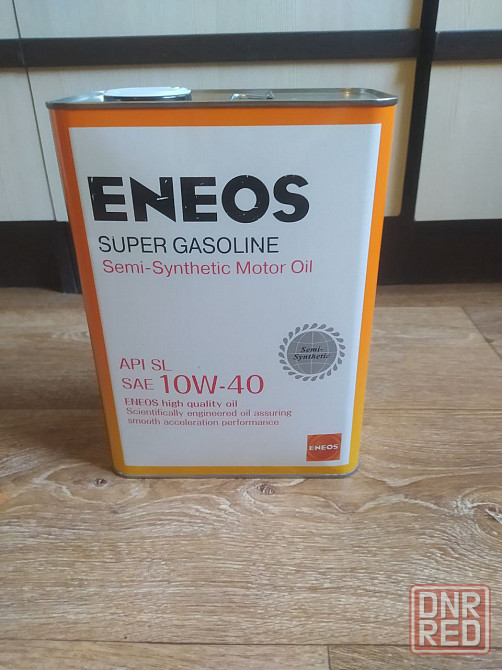 ENEOS
SUPER GASOLINE
Semi-Synthetic Motor Oil
Semi-
Synthetic
API SL
SAE 10W-40
ENEOS high quality oil
Scientifically engineered oil assuring
smooth acceleration performance
ENEOS
DNR
RED